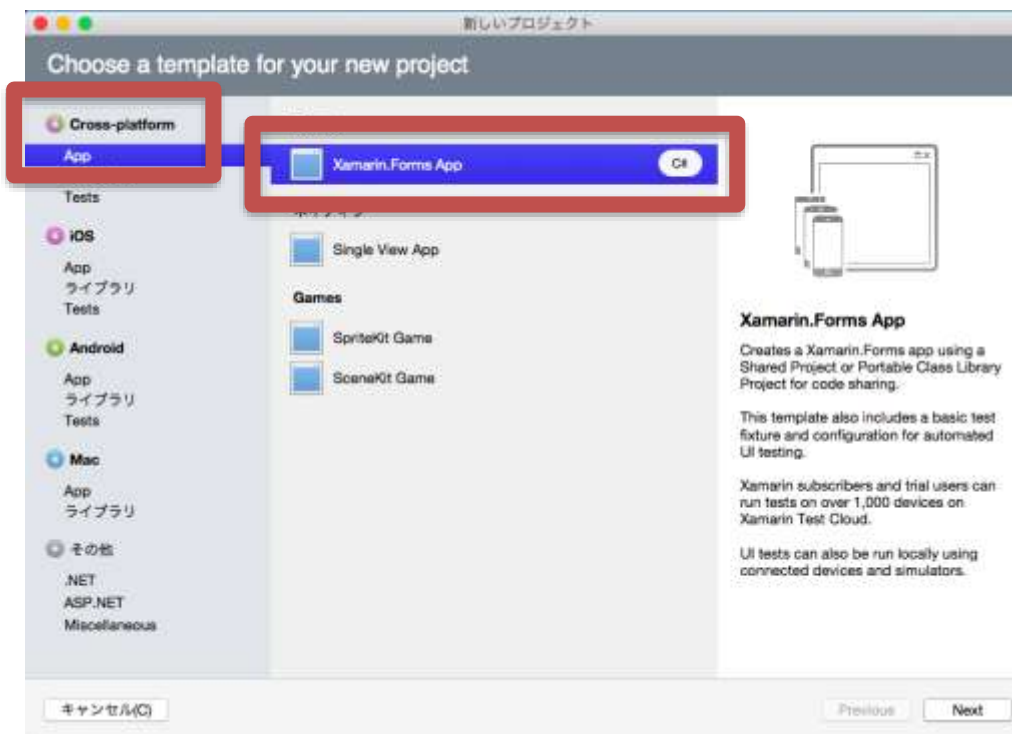 新しいプロジェクト
Choose a template for your new project
Cross-platform
App
Tests
iOS
App
ライブラリ
Tests
Android
App
ライブラリ
Tests
Mac
App
ライブラリ
その他
.NET
ASP.NET
Miscellaneous
Xamarin.Forms App
C#
Single View App
Games
SpriteKit Game
SceneKit Game
Xamarin.Forms App
Creates a Xamarin.Forms app using a
Shared Project or Portable Class Library
Project for code sharing.
This template also includes a basic test
fixture and configuration for automated
UI testing.
Xamarin subscribers and trial users can
run tests on over 1,000 devices on
Xamarin Test Cloud.
UI tests can also be run locally using
connected devices and simulators.
キャンセル(C)
Previous
Next